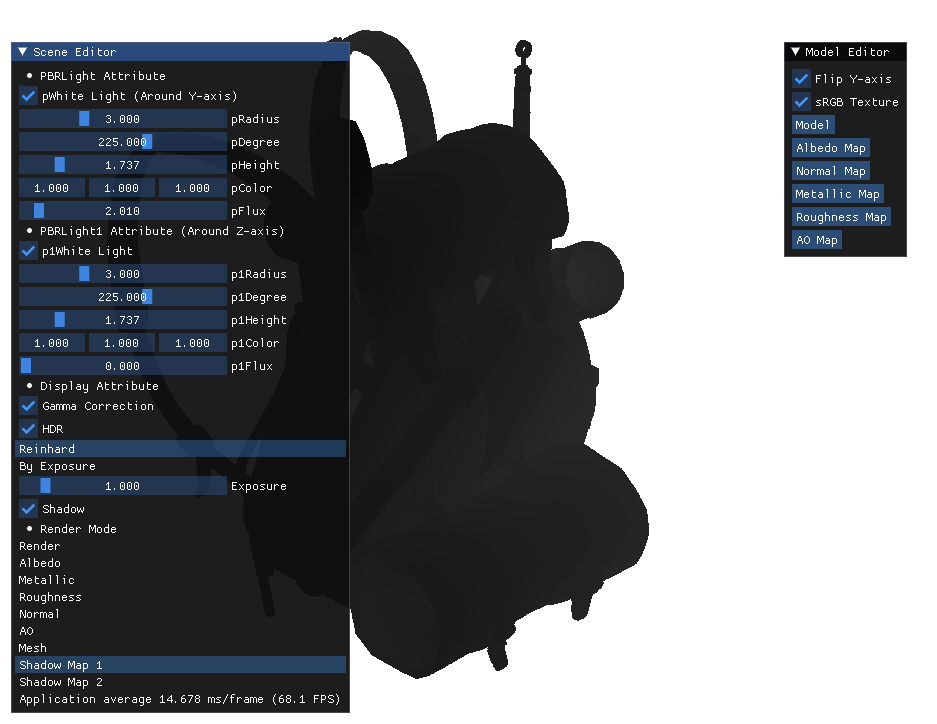 Scene Editor
PBRLight Attribute
pWhite Light (Around Y-axis)
3.000 pRadius
225.000 pDegree
1.737 pHeight
1.000 1.000 1.000 pColor
2.010 pFlux
PBRLight1 Attribute (Around Z-axis)
p1White Light
3.000 p1Radius
225.000 p1Degree
1.737 p1Height
1.000 1.000 1.000 p1Color
0.000 p1Flux
Display Attribute
Gamma Correction
HDR
Reinhard
By Exposure
1.000 Exposure
Shadow
Render Mode
Render
Albedo
Metallic
Roughness
Normal
AO
Mesh
Shadow Map 1
Shadow Map 2
Application average 14.678 ms/frame (68.1 FPS)
Model Editor
Flip Y-axis
sRGB Texture
Model
Albedo Map
Normal Map
Metallic Map
Roughness Map
AO Map